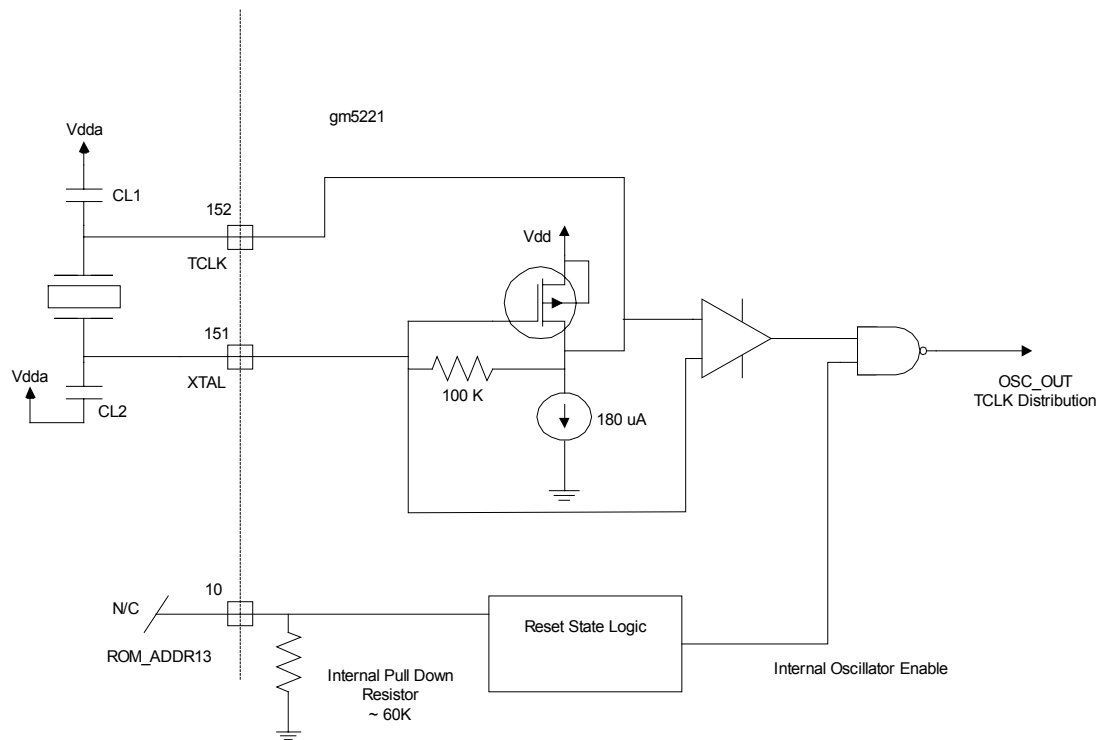 gm5221
Vdda
CL1
152
TCLK
Vdd
151
XTAL
Vdda
CL2
100 K
180 uA
OSC_OUT
TCLK Distribution
10
N/C
ROM_ADDR13
Reset State Logic
Internal Pull Down
Resistor
~ 60K
Internal Oscillator Enable